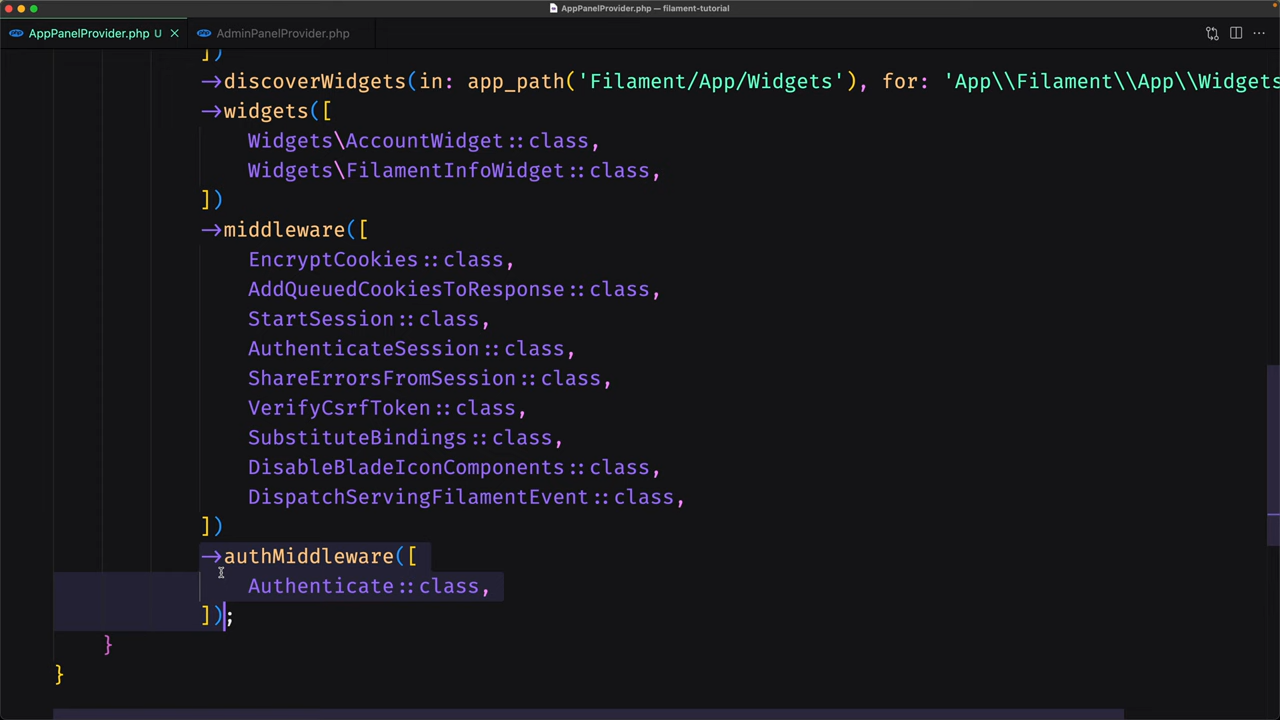 AppPanelProvider.php — filament-tutorial
AppPanelProvider.php U
AdminPanelProvider.php
])
->discoverWidgets(in: app_path('Filament/App/Widgets'), for: 'App\\Filament\\App\\Widgets
->widgets([
Widgets\AccountWidget::class,
Widgets\FilamentInfoWidget::class,
])
->middleware([
EncryptCookies::class,
AddQueuedCookiesToResponse::class,
StartSession::class,
AuthenticateSession::class,
ShareErrorsFromSession::class,
VerifyCsrfToken::class,
SubstituteBindings::class,
DisableBladeIconComponents::class,
DispatchServingFilamentEvent::class,
])
->authMiddleware([
Authenticate::class,
]);
}
}